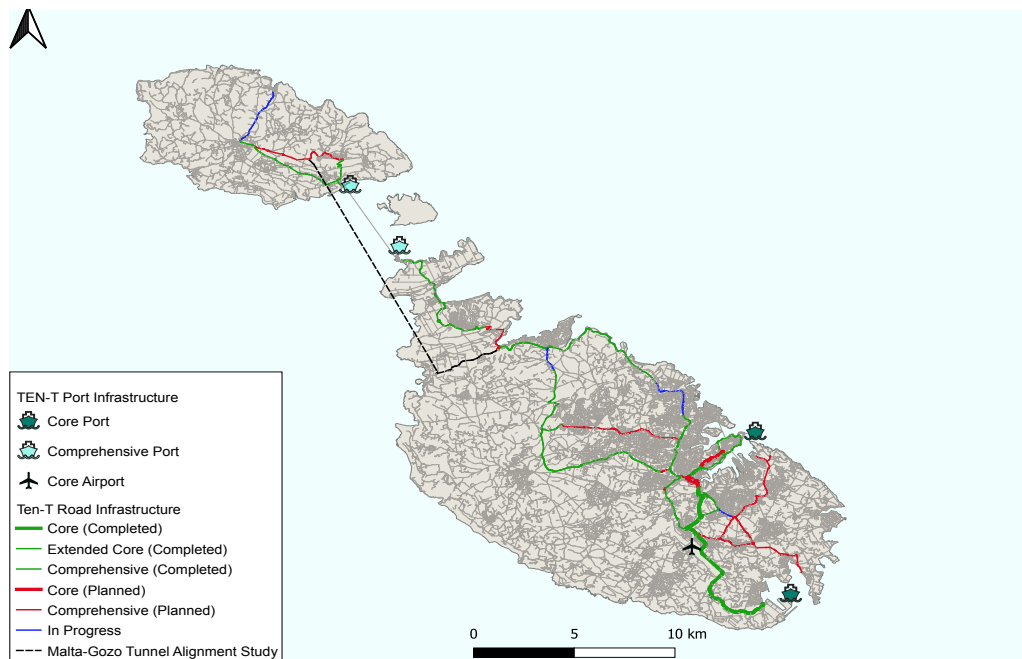 TEN-T Port Infrastructure
Core Port
Comprehensive Port
Core Airport
Ten-T Road Infrastructure
Core (Completed)
Extended Core (Completed)
Comprehensive (Completed)
Core (Planned)
Comprehensive (Planned)
In Progress
Malta-Gozo Tunnel Alignment Study
0 5 10 km